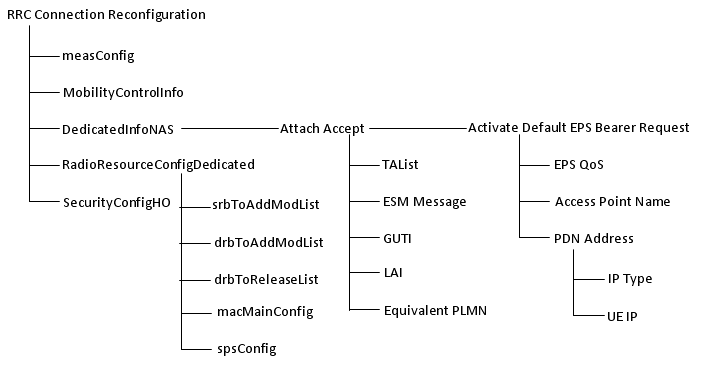 RRC Connection Reconfiguration
measConfig
MobilityControlInfo
DedicatedInfoNAS
Attach Accept
Activate Default EPS Bearer Request
RadioResourceConfigDedicated
TAList
EPS QoS
SecurityConfigHO
srbToAddModList
ESM Message
Access Point Name
drbToAddModList
GUTI
PDN Address
drbToReleaseList
LAI
IP Type
macMainConfig
Equivalent PLMN
UE IP
spsConfig